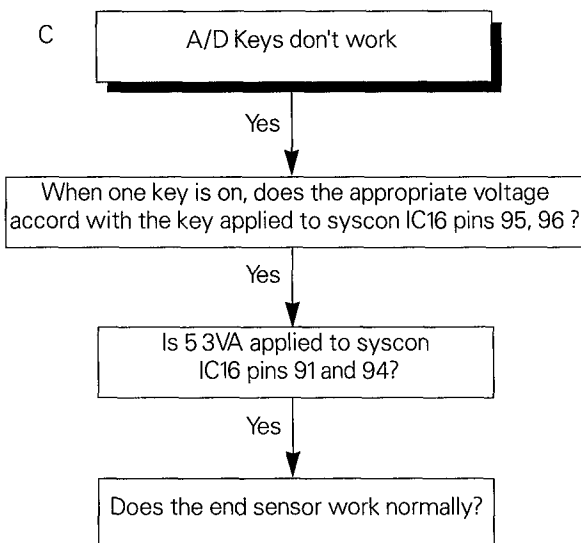 C
A/D Keys don't work
Yes
When one key is on, does the appropriate voltage
accord with the key applied to syscon IC16 pins 95, 96 ?
Yes
Is 5 3VA applied to syscon
IC16 pins 91 and 94?
Yes
Does the end sensor work normally?